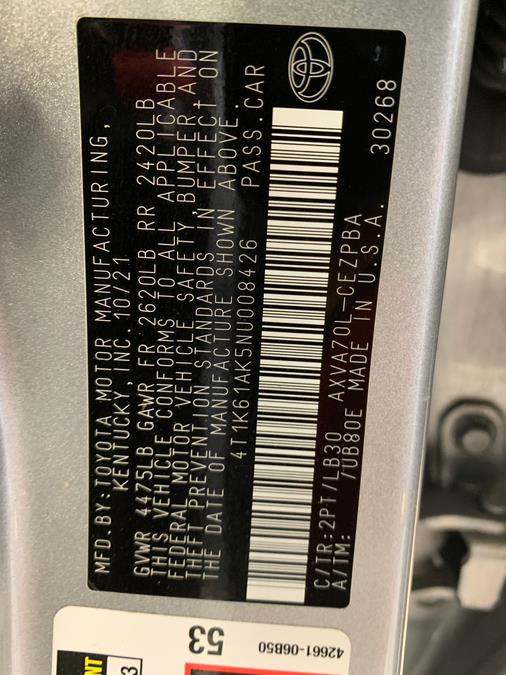 MFD BY:TOYOTA MOTOR MANUFACTURING,
KENTUCKY, INC. 10/21
GVWR 4475LB GAWR FR 2620LB RR 2420LB
THIS VEHICLE CONFORMS TO ALL APPLICABLE
FEDERAL MOTOR VEHICLE SAFETY, BUMPER AND
THEFT PREVENTION STANDARDS IN EFFECT ON
THE DATE OF MANUFACTURE SHOWN ABOVE.
4T1K61AK5NU008426 PASS.CAR
C/TR:2PT/LB30 AXVA70L-CEZPBA
A/TM: /UB80E MADE IN U.S.A. 30268
53
42661-06B50